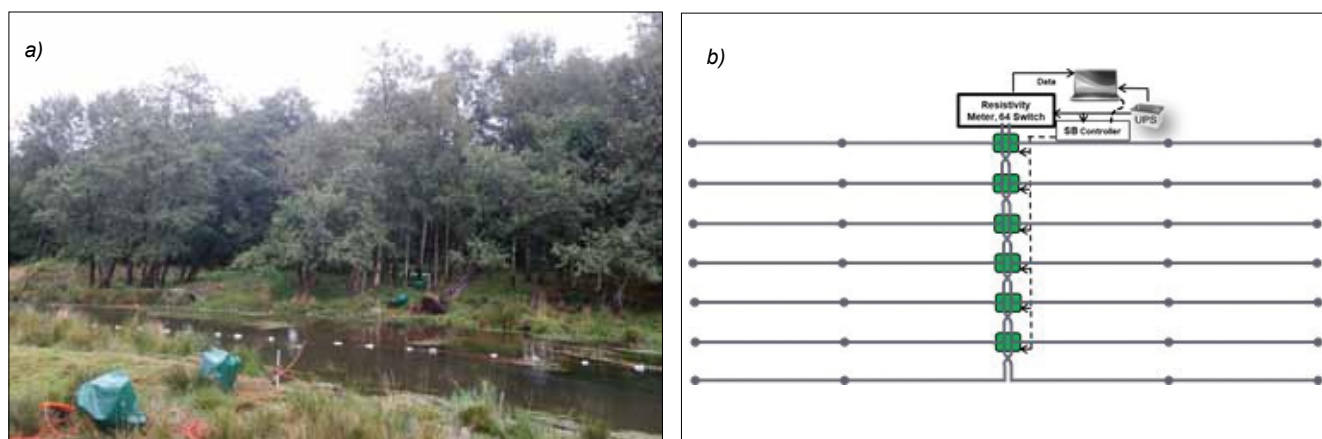 a)
b)
Data
Resistivity
Meter, 64 Switch
UPS
SB Controller